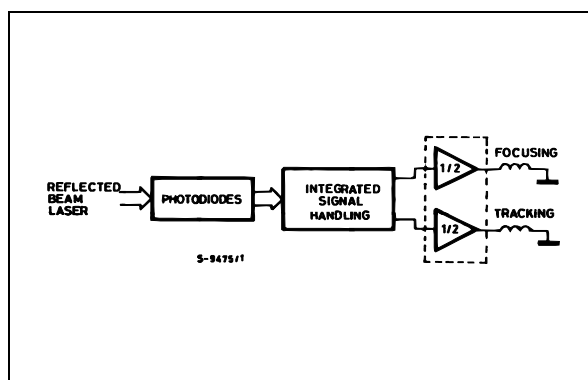 REFLECTED
BEAM
LASER
PHOTODIODES
INTEGRATED
SIGNAL
HANDLING
1/2
FOCUSING
1/2
TRACKING
S-9475/1